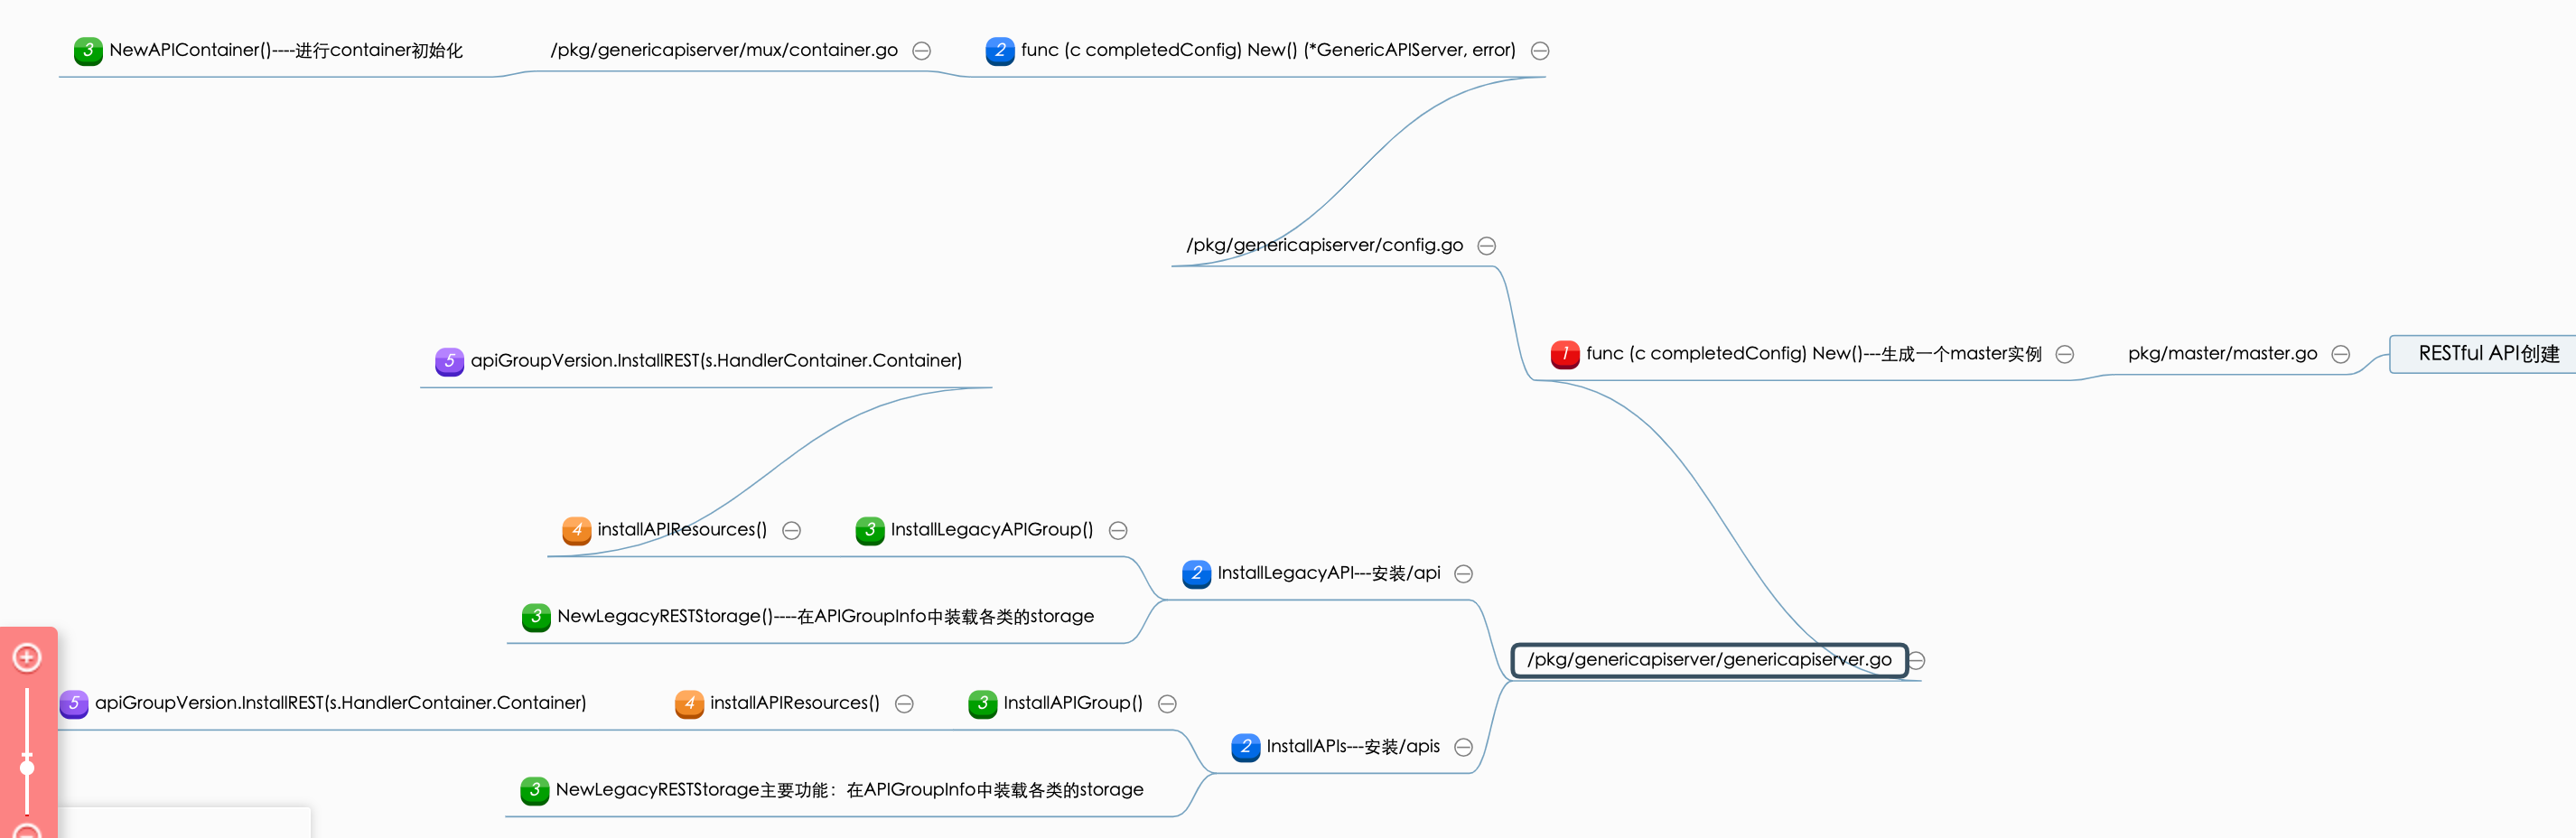 3 NewAPIContainer()----进行container初始化
/pkg/genericapiserver/mux/container.go
2 func (c completedConfig) New() (*GenericAPIServer, error)
/pkg/genericapiserver/config.go
5 apiGroupVersion.InstallREST(s.HandlerContainer.Container)
1 func (c completedConfig) New()---生成一个master实例
pkg/master/master.go
RESTful API创建
4 installAPIResources()
3 InstallLegacyAPIGroup()
2 InstallLegacyAPI---安装/api
3 NewLegacyRESTStorage()----在APIGroupInfo中装载各类的storage
/pkg/genericapiserver/genericapiserver.go
5 apiGroupVersion.InstallREST(s.HandlerContainer.Container)
4 installAPIResources()
3 InstallAPIGroup()
2 InstallAPIs---安装/apis
3 NewLegacyRESTStorage主要功能：在APIGroupInfo中装载各类的storage